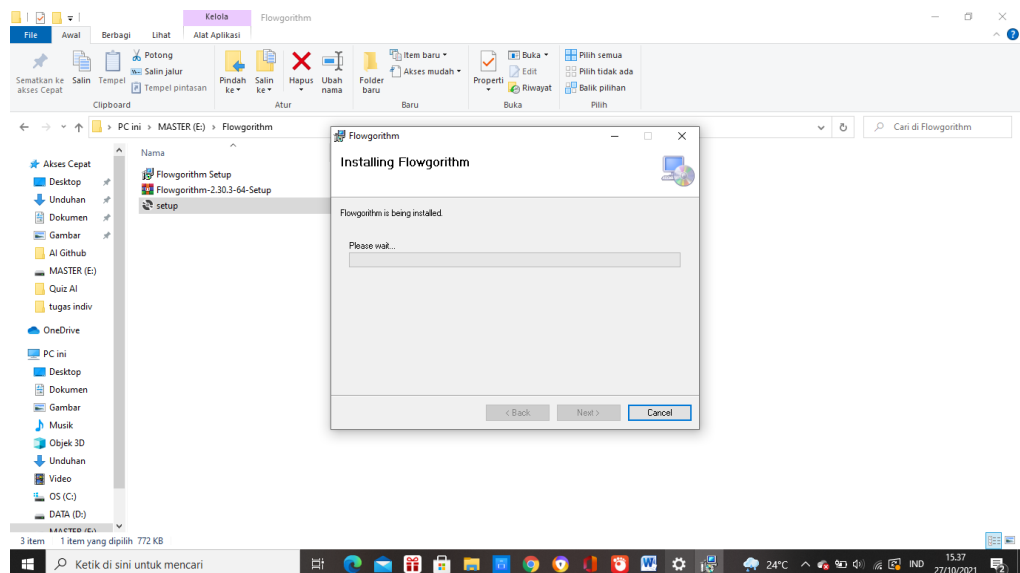 Kelola
Flowgorithm
File
Awal
Berbagi
Lihat
Alat Aplikasi
Sematkan ke akses Cepat
Salin
Tempel
Potong
Salin jalur
Tempel pintasan
Clipboard
Pindah ke
Salin ke
Hapus
Ubah nama
Atur
Folder baru
Item baru
Akses mudah
Baru
Properti
Buka
Edit
Riwayat
Buka
Pilih semua
Pilih tidak ada
Balik pilihan
Pilih
PC ini > MASTER (E:) > Flowgorithm
Cari di Flowgorithm
Akses Cepat
Desktop
Unduhan
Dokumen
Gambar
AI Github
MASTER (E:)
Quiz AI
tugas indiv
OneDrive
PC ini
Desktop
Dokumen
Gambar
Musik
Objek 3D
Unduhan
Video
OS (C:)
DATA (D:)
MASTER (E:)
Nama
Flowgorithm Setup
Flowgorithm-2.30.3-64-Setup
setup
Flowgorithm
Installing Flowgorithm
Flowgorithm is being installed.
Please wait...
< Back
Next >
Cancel
3 item
1 item yang dipilih 772 KB
Ketik di sini untuk mencari
24°C
IND
15.37
27/10/2021